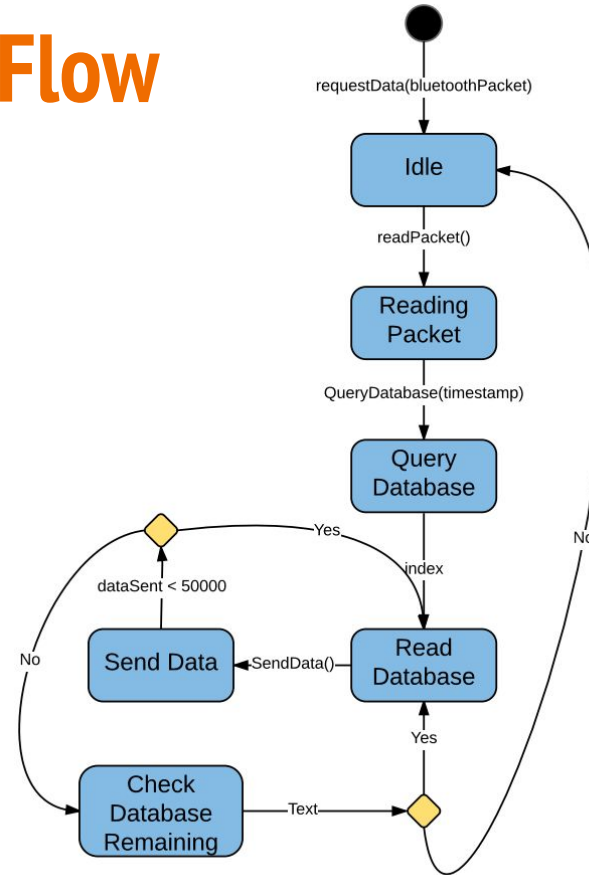 Flow
requestData(bluetoothPacket)
Idle
readPacket()
Reading
Packet
QueryDatabase(timestamp)
Query
Database
Yes
dataSent < 50000
index
No
No
Send Data
SendData()
Read
Database
Yes
Check
Database
Remaining
Text